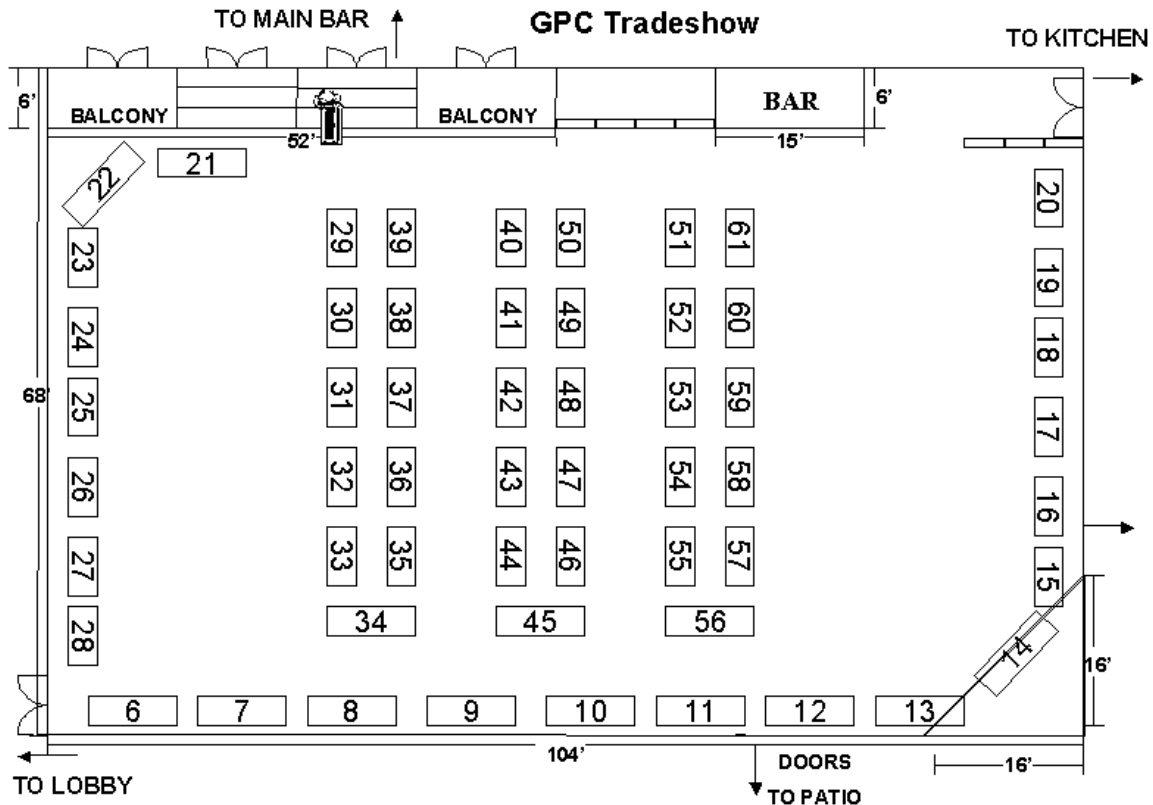 TO MAIN BAR
GPC Tradeshow
TO KITCHEN
6'
BALCONY
BALCONY
BAR
6'
52'
15'
22
21
20
23
29 39 40 50 51 61
19
24
30 38 41 49 52 60
18
68'
25
31 37 42 48 53 59
17
26
32 36 43 47 54 58
16
27
33 35 44 46 55 57
15
28
34 45 56
14
16'
6 7 8 9 10 11 12 13
104'
DOORS
16'
TO LOBBY
TO PATIO